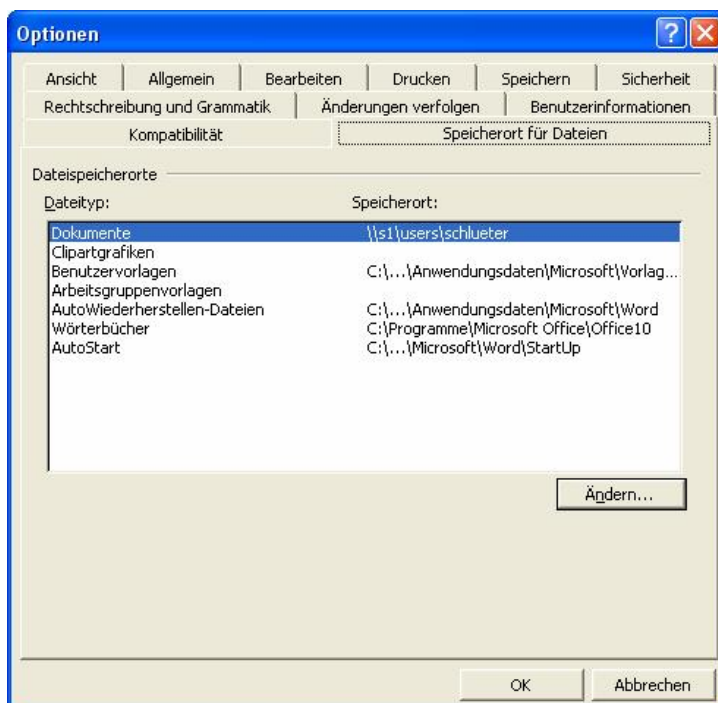 Optionen
Ansicht Allgemein Bearbeiten Drucken Speichern Sicherheit
Rechtschreibung und Grammatik Änderungen verfolgen Benutzerinformationen
Kompatibilität Speicherort für Dateien
Dateispeicherorte
Dateityp: Speicherort:
Dokumente \\s1\users\schlueter
Clipartgrafiken
Benutzervorlagen C:\...\Anwendungsdaten\Microsoft\Vorlag...
Arbeitsgruppenvorlagen
AutoWiederherstellen-Dateien C:\...\Anwendungsdaten\Microsoft\Word
Wörterbücher C:\Programme\Microsoft Office\Office10
AutoStart C:\...\Microsoft\Word\StartUp
Ändern...
OK Abbrechen